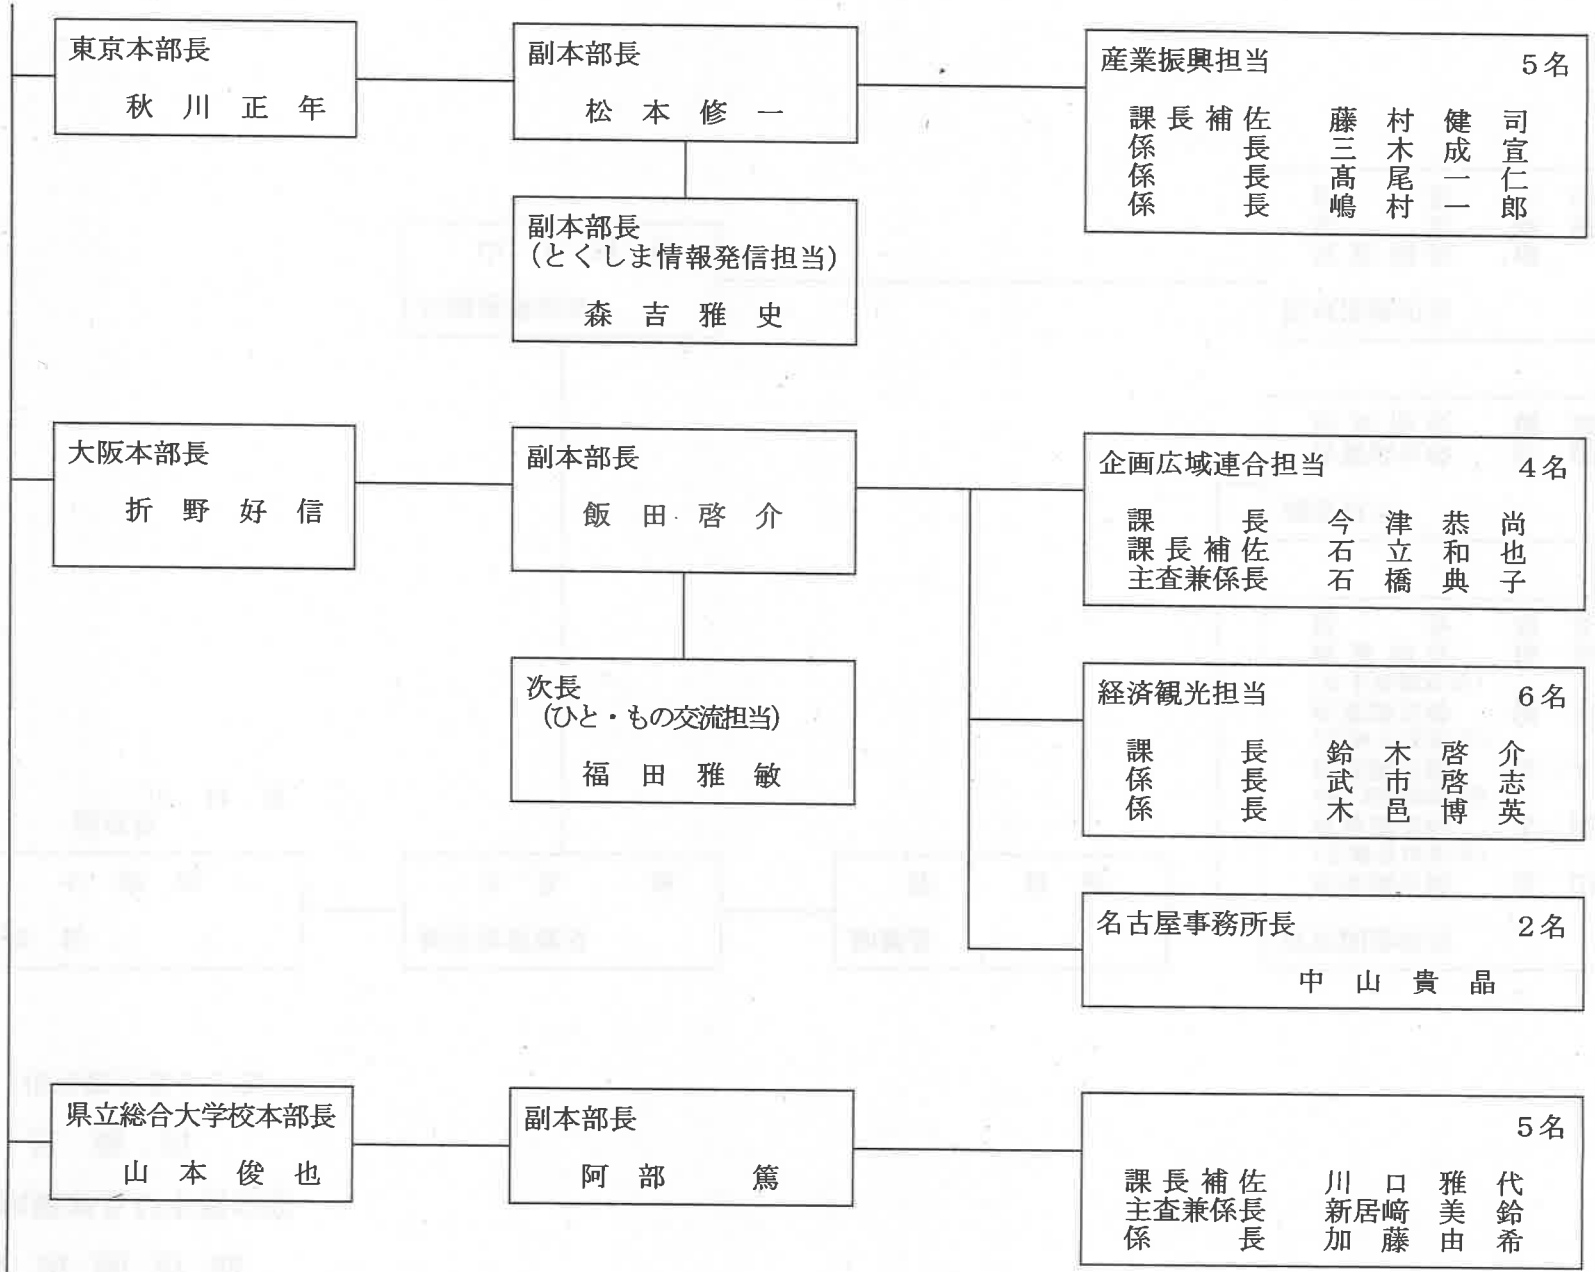 東京本部長
秋川正年
副本部長
松本修一
産業振興担当 5名
課長補佐 藤村健司
係長 三木成宣
係長 髙尾一仁
係長 嶋村一郎
副本部長
(とくしま情報発信担当)
森吉雅史
大阪本部長
折野好信
副本部長
飯田啓介
企画広域連合担当 4名
課長 今津恭尚
課長補佐 石立和也
主査兼係長 石橋典子
次長
(ひと・もの交流担当)
福田雅敏
経済観光担当 6名
課長 鈴木啓介
係長 武市啓志
係長 木邑博英
名古屋事務所長 2名
中山貴晶
県立総合大学校本部長
山本俊也
副本部長
阿部篤
5名
課長補佐 川口雅代
主査兼係長 新居﨑美鈴
係長 加藤由希